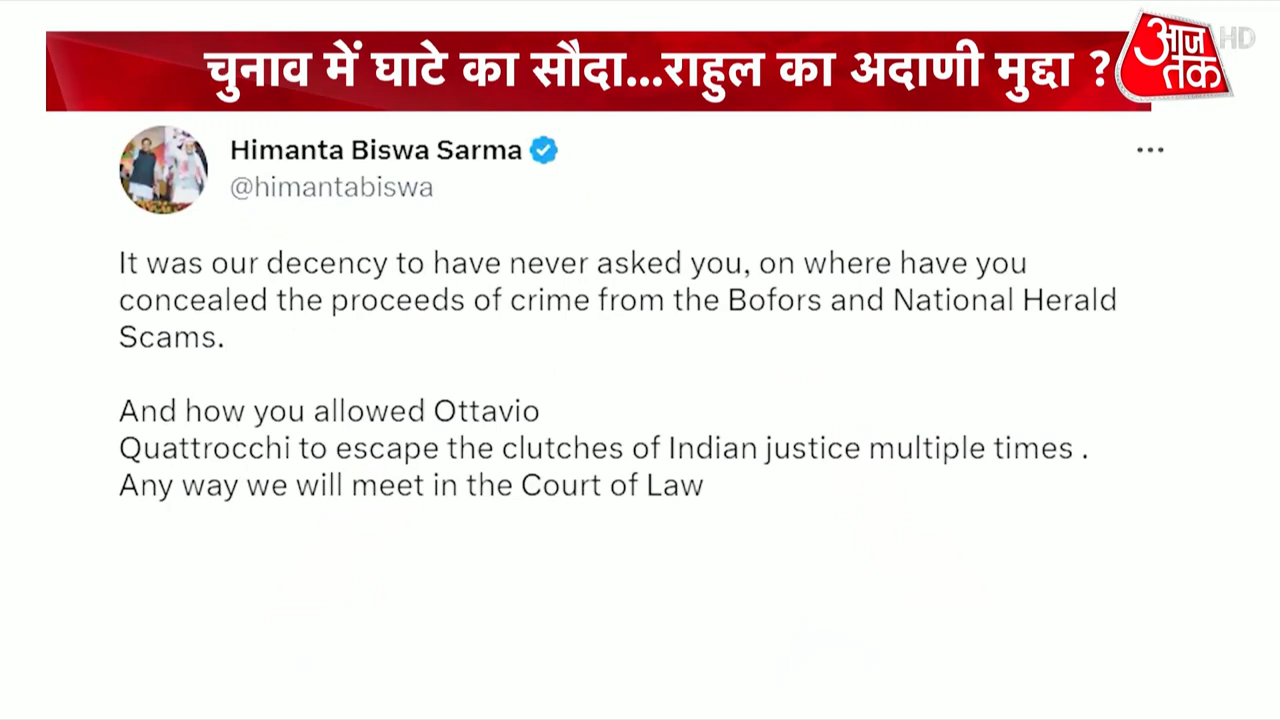 चुनाव में घाटे का सौदा...राहुल का अदाणी मुद्दा ?
आज तक HD
Himanta Biswa Sarma
@himantabiswa
It was our decency to have never asked you, on where have you
concealed the proceeds of crime from the Bofors and National Herald
Scams.
And how you allowed Ottavio
Quattrocchi to escape the clutches of Indian justice multiple times .
Any way we will meet in the Court of Law